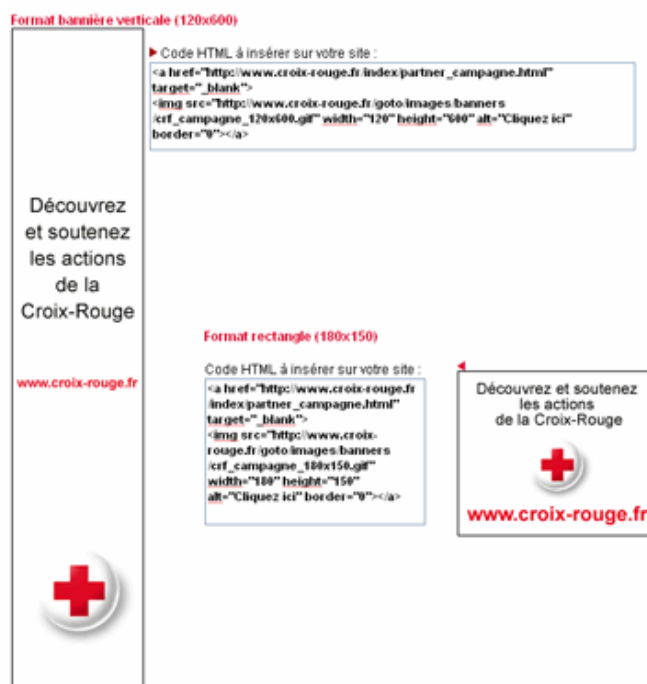 Format bannière verticale (120x600)
Code HTML à insérer sur votre site :
<a href="http://www.croix-rouge.fr/index/partner_campagne.html"
target="_blank">
<img src="http://www.croix-rouge.fr/goto/images/banners
/crf_campagne_120x600.gif" width="120" height="600" alt="Cliquez ici"
border="0"></a>
Découvrez
et soutenez
les actions
de la
Croix-Rouge
www.croix-rouge.fr
Format rectangle (180x150)
Code HTML à insérer sur votre site :
<a href="http://www.croix-rouge.fr
/index/partner_campagne.html"
target="_blank">
<img src="http://www.croix-
rouge.fr/goto/images/banners
/crf_campagne_180x150.gif"
width="180" height="150"
alt="Cliquez ici" border="0"></a>
Découvrez et soutenez
les actions
de la Croix-Rouge
www.croix-rouge.fr